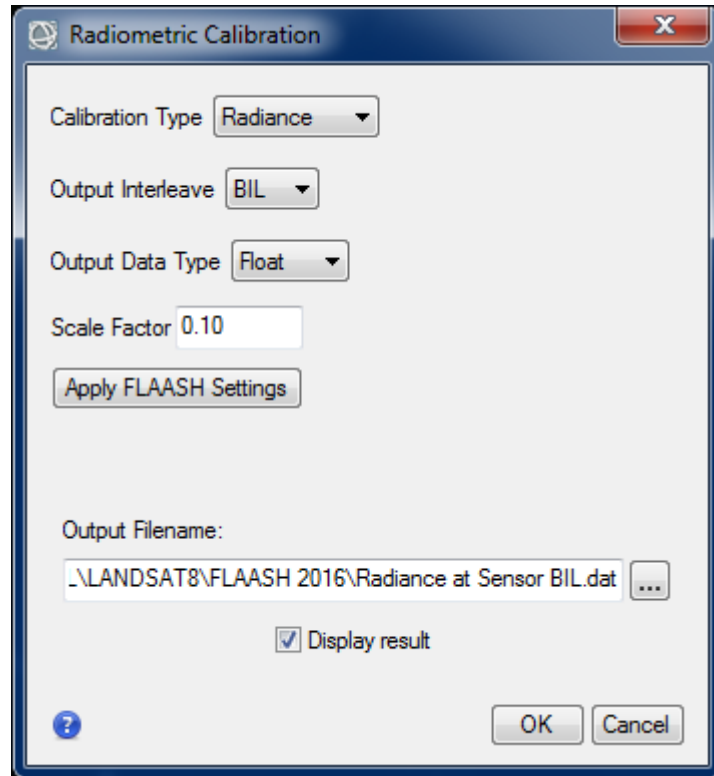 Radiometric Calibration
Calibration Type Radiance
Output Interleave BIL
Output Data Type Float
Scale Factor 0.10
Apply FLAASH Settings
Output Filename:
\LANDSAT8\FLAASH 2016\Radiance at Sensor BIL.dat ...
Display result
? OK Cancel